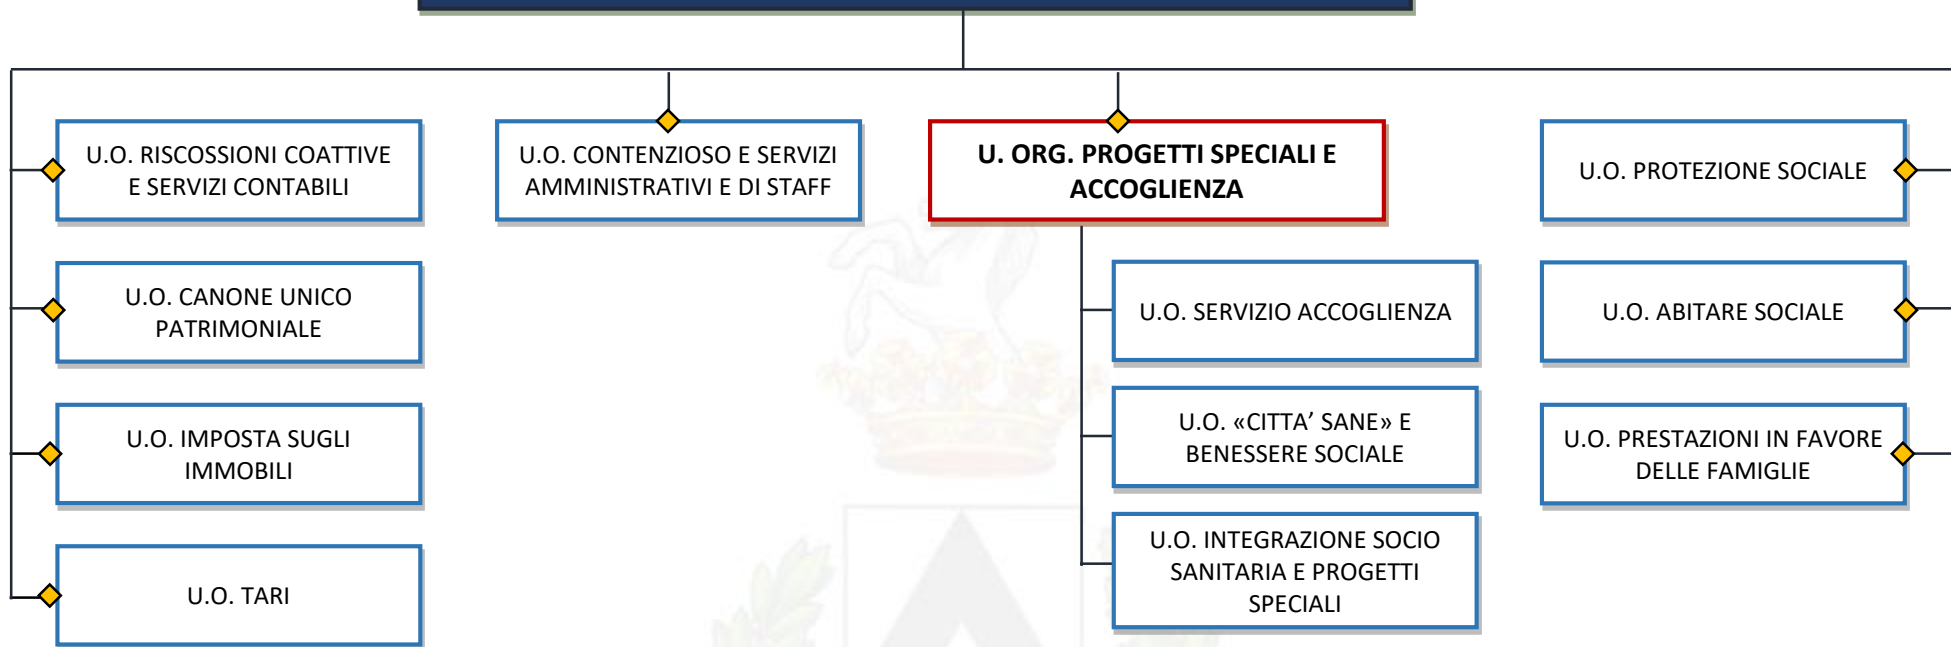 U.O. RISCOSSIONI COATTIVE
E SERVIZI CONTABILI
U.O. CANONE UNICO
PATRIMONIALE
U.O. IMPOSTA SUGLI
IMMOBILI
U.O. TARI
U.O. CONTENZIOSO E SERVIZI
AMMINISTRATIVI E DI STAFF
U. ORG. PROGETTI SPECIALI E
ACCOGLIENZA
U.O. SERVIZIO ACCOGLIENZA
U.O. «CITTA’ SANE» E
BENESSERE SOCIALE
U.O. INTEGRAZIONE SOCIO
SANITARIA E PROGETTI
SPECIALI
U.O. PROTEZIONE SOCIALE
U.O. ABITARE SOCIALE
U.O. PRESTAZIONI IN FAVORE
DELLE FAMIGLIE